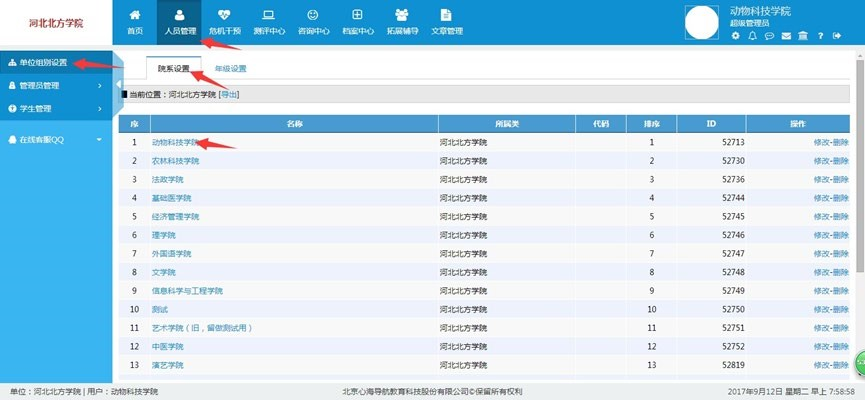 河北北方学院
首页 人员管理 危机干预 测评中心 咨询中心 档案中心 拓展辅导 文章管理
动物科技学院
超级管理员
单位组别设置
管理员管理
学生管理
在线客服QQ
院系设置 年级设置
当前位置：河北北方学院 [导出]
序 名称 所属类 代码 排序 ID 操作
1 动物科技学院 河北北方学院 1 52713 修改-删除
2 农林科技学院 河北北方学院 2 52730 修改-删除
3 法政学院 河北北方学院 3 52736 修改-删除
4 基础医学院 河北北方学院 4 52744 修改-删除
5 经济管理学院 河北北方学院 5 52745 修改-删除
6 理学院 河北北方学院 6 52746 修改-删除
7 外国语学院 河北北方学院 7 52747 修改-删除
8 文学院 河北北方学院 8 52748 修改-删除
9 信息科学与工程学院 河北北方学院 9 52749 修改-删除
10 测试 河北北方学院 10 52750 修改-删除
11 艺术学院（旧，留做测试用） 河北北方学院 11 52751 修改-删除
12 中医学院 河北北方学院 12 52752 修改-删除
13 演艺学院 河北北方学院 13 52819 修改-删除
单位：河北北方学院 | 用户：动物科技学院 北京心海导航教育科技股份有限公司©保留所有权利 2017年9月12日 星期二 早上 7:58:58